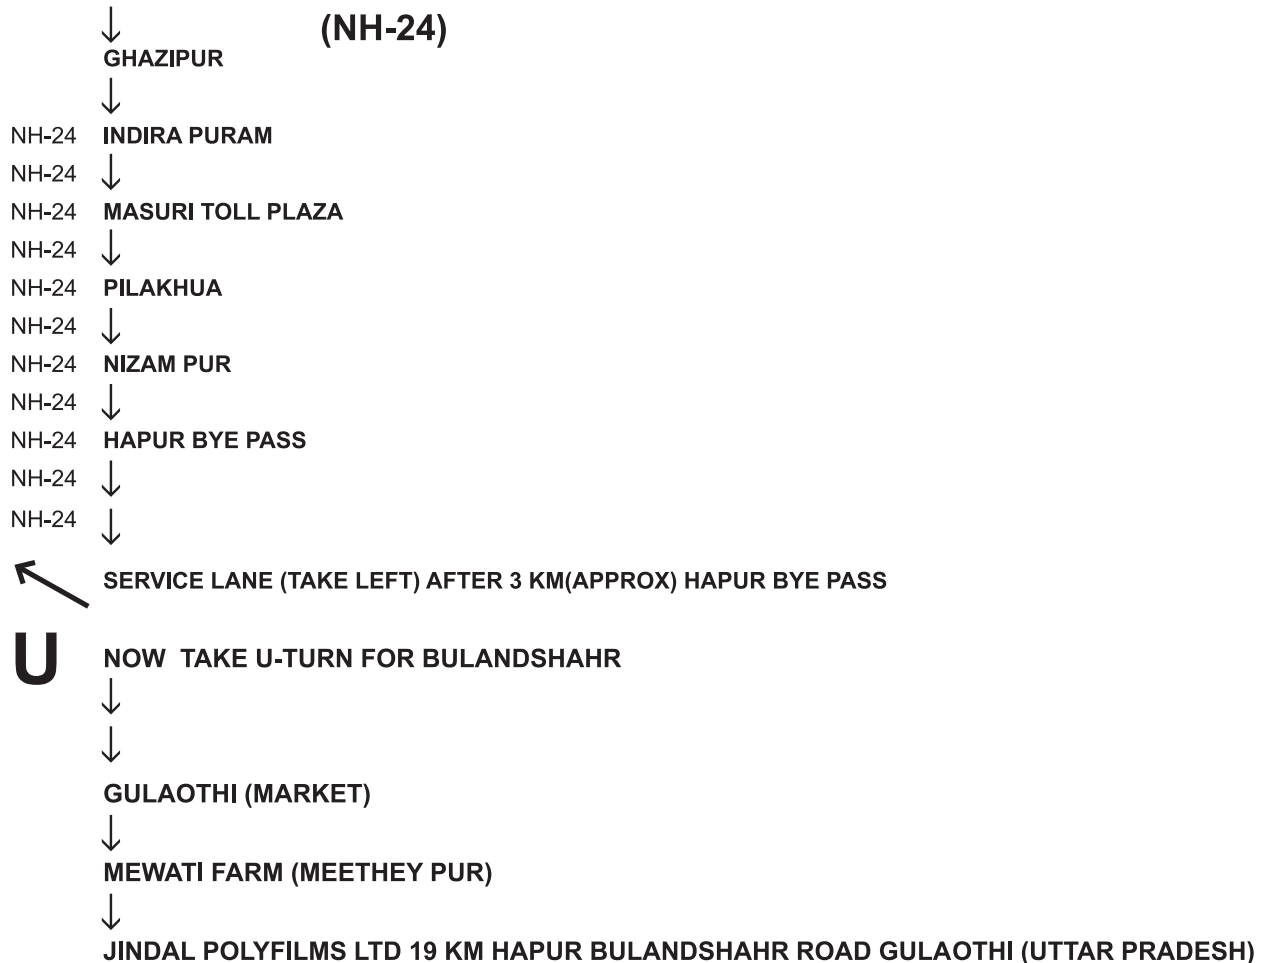 (NH-24)
GHAZIPUR
NH-24 INDIRA PURAM
NH-24
NH-24 MASURI TOLL PLAZA
NH-24
NH-24 PILAKHUA
NH-24
NH-24 NIZAM PUR
NH-24
NH-24 HAPUR BYE PASS
NH-24
NH-24
SERVICE LANE (TAKE LEFT) AFTER 3 KM(APPROX) HAPUR BYE PASS
U NOW TAKE U-TURN FOR BULANDSHAHR
GULAOTHI (MARKET)
MEWATI FARM (MEETHEY PUR)
JINDAL POLYFILMS LTD 19 KM HAPUR BULANDSHAHR ROAD GULAOTHI (UTTAR PRADESH)